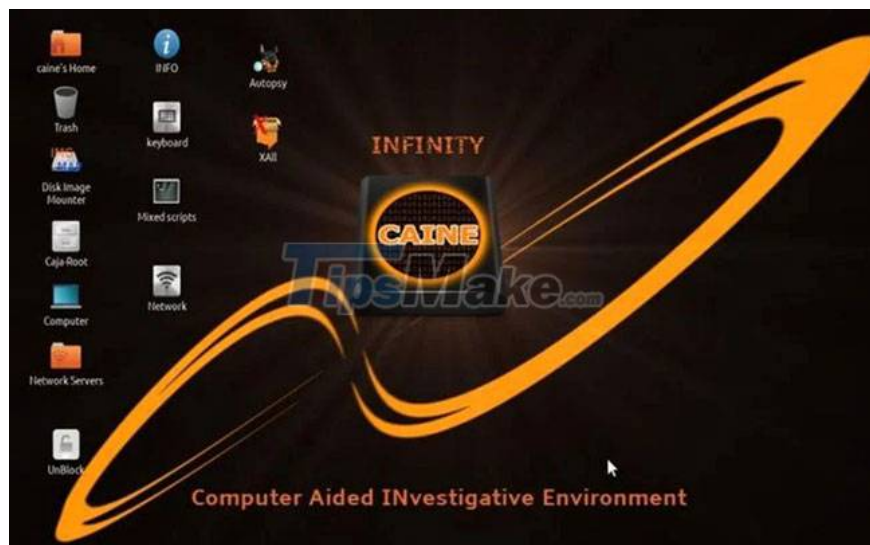 caine's Home
INFO
Autopsy
Trash
keyboard
XAll
Disk Image
Mounter
Mixed scripts
Caja-Root
Computer
Network
Network Servers
UnBlock
INFINITY
CAINE
TipsMake.com
Computer Aided INvestigative Environment